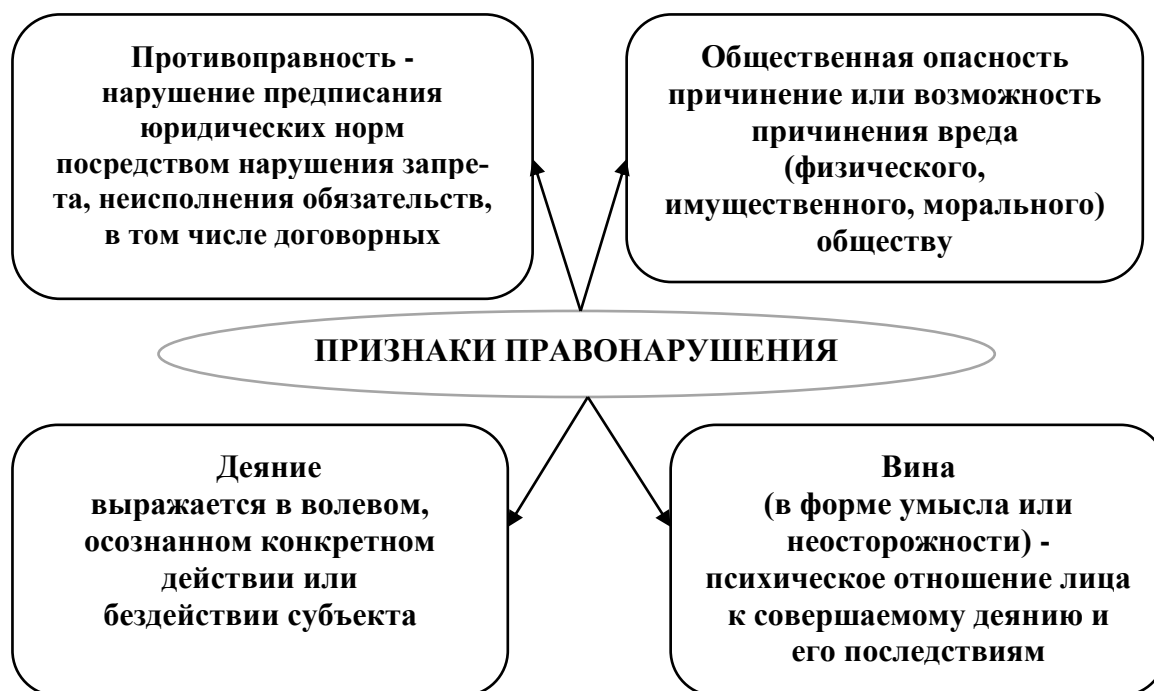 Противоправность -
нарушение предписания
юридических норм
посредством нарушения запре-
та, неисполнения обязательств,
в том числе договорных
Общественная опасность
причинение или возможность
причинения вреда
(физического,
имущественного, морального)
обществу
ПРИЗНАКИ ПРАВОНАРУШЕНИЯ
Деяние
выражается в волевом,
осознанном конкретном
действии или
бездействии субъекта
Вина
(в форме умысла или
неосторожности) -
психическое отношение лица
к совершаемому деянию и
его последствиям